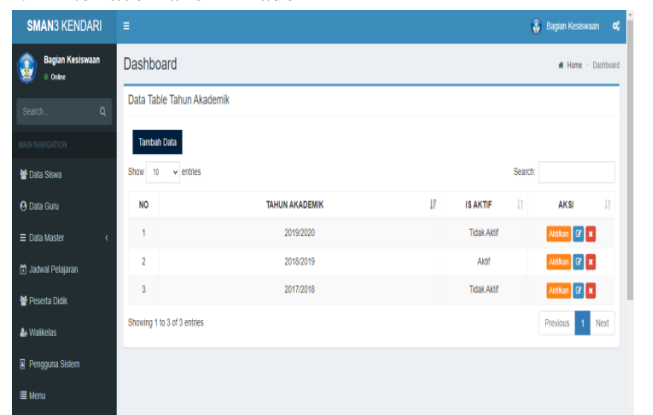 SMAN3 KENDARI
Bagian Kesiswaan
Bagian Kesiswaan
Online
Dashboard
Home > Dashboard
Search...
MAIN NAVIGATION
Data Siswa
Data Guru
Data Master
Jadwal Pelajaran
Peserta Didik
Walikelas
Pengguna Sistem
Menu
Data Table Tahun Akademik
Tambah Data
Show 10 entries
Search:
NO TAHUN AKADEMIK IS AKTIF AKSI
1 2019/2020 Tidak Aktif Aktifkan
2 2018/2019 Aktif Aktifkan
3 2017/2018 Tidak Aktif Aktifkan
Showing 1 to 3 of 3 entries
Previous 1 Next